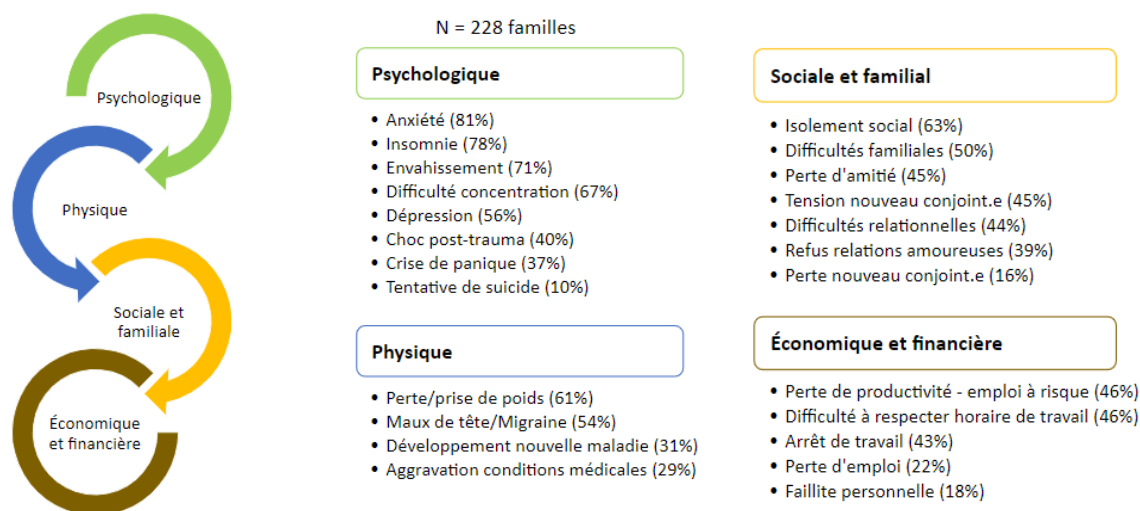 Psychologique
Physique
Sociale et
familiale
Économique
et financière
N = 228 familles
Psychologique
• Anxiété (81%)
• Insomnie (78%)
• Envahissement (71%)
• Difficulté concentration (67%)
• Dépression (56%)
• Choc post-trauma (40%)
• Crise de panique (37%)
• Tentative de suicide (10%)
Physique
• Perte/prise de poids (61%)
• Maux de tête/Migraine (54%)
• Développement nouvelle maladie (31%)
• Aggravation conditions médicales (29%)
Sociale et familial
• Isolement social (63%)
• Difficultés familiales (50%)
• Perte d'amitié (45%)
• Tension nouveau conjoint.e (45%)
• Difficultés relationnelles (44%)
• Refus relations amoureuses (39%)
• Perte nouveau conjoint.e (16%)
Économique et financière
• Perte de productivité - emploi à risque (46%)
• Difficulté à respecter horaire de travail (46%)
• Arrêt de travail (43%)
• Perte d'emploi (22%)
• Faillite personnelle (18%)